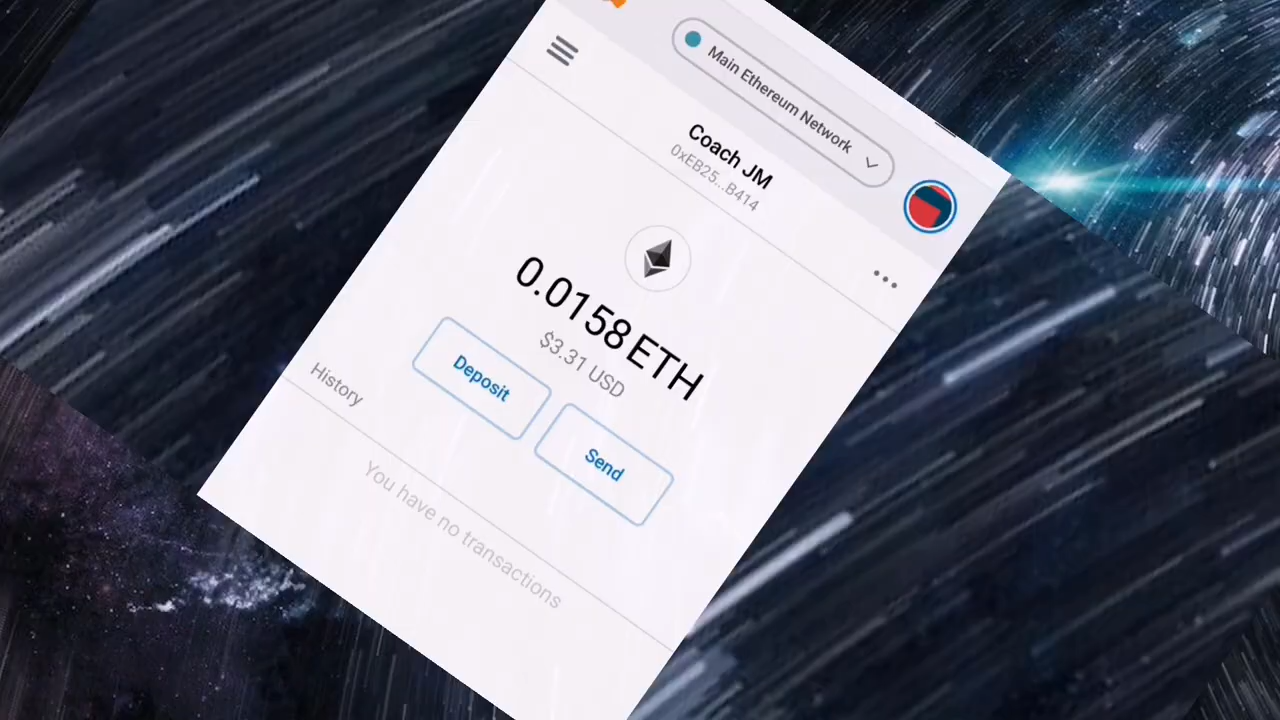 Main Ethereum Network
Coach JM
0xEB25...B414
0.0158 ETH
$3.31 USD
Deposit
Send
History
You have no transactions